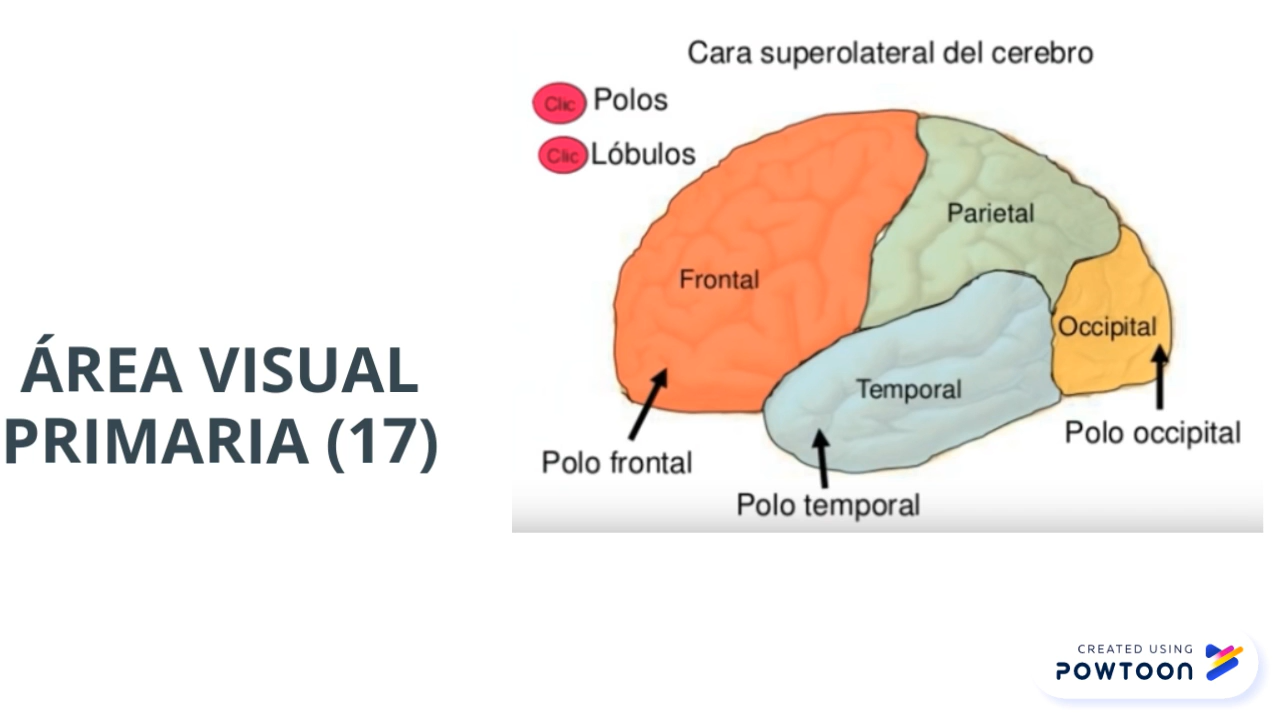 Cara superolateral del cerebro
Clic Polos
Clic Lóbulos
Parietal
Frontal
Occipital
Temporal
Polo frontal
Polo temporal
Polo occipital
ÁREA VISUAL
PRIMARIA (17)
CREATED USING
POWTOON